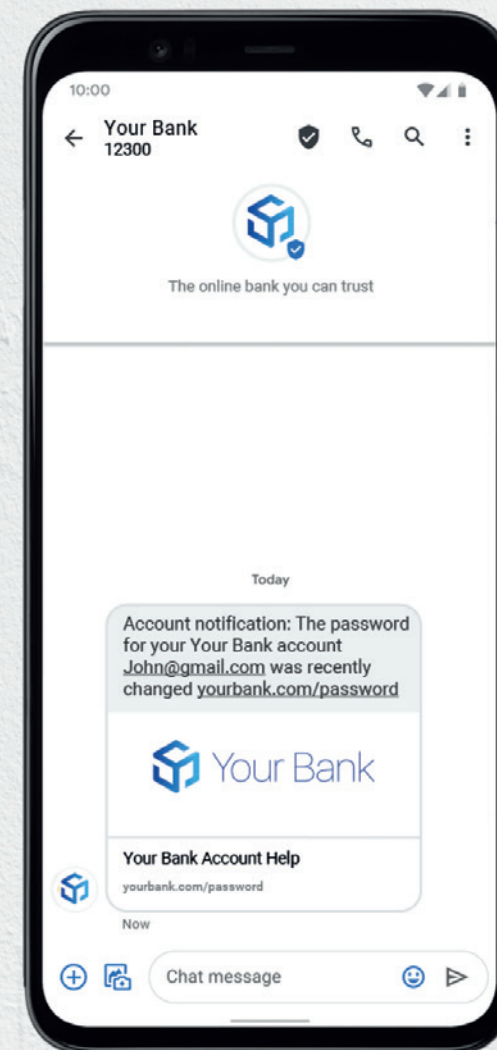 10:00
Your Bank
12300
The online bank you can trust
Today
Account notification: The password
for your Your Bank account
John@gmail.com was recently
changed yourbank.com/password
Your Bank
Your Bank Account Help
yourbank.com/password
Now
Chat message